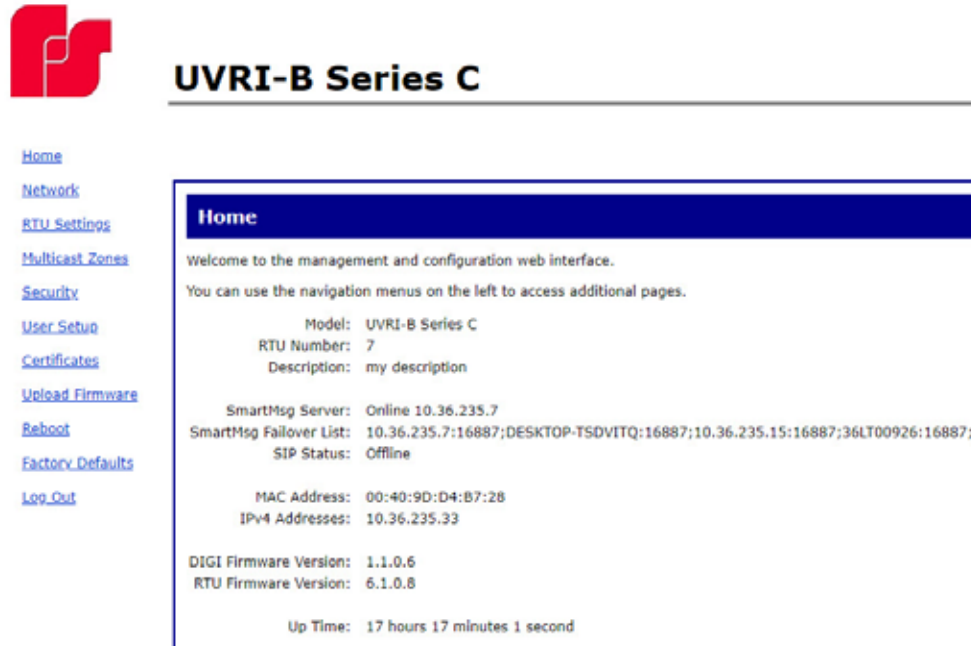 UVRI-B Series C
Home
Network
RTU Settings
Multicast Zones
Security
User Setup
Certificates
Upload Firmware
Reboot
Factory Defaults
Log Out
Home
Welcome to the management and configuration web interface.
You can use the navigation menus on the left to access additional pages.
Model: UVRI-B Series C
RTU Number: 7
Description: my description
SmartMsg Server: Online 10.36.235.7
SmartMsg Failover List: 10.36.235.7:16887;DESKTOP-TSDVITQ:16887;10.36.235.15:16887;36LT00926:16887;
SIP Status: Offline
MAC Address: 00:40:9D:D4:B7:28
IPv4 Addresses: 10.36.235.33
DIGI Firmware Version: 1.1.0.6
RTU Firmware Version: 6.1.0.8
Up Time: 17 hours 17 minutes 1 second